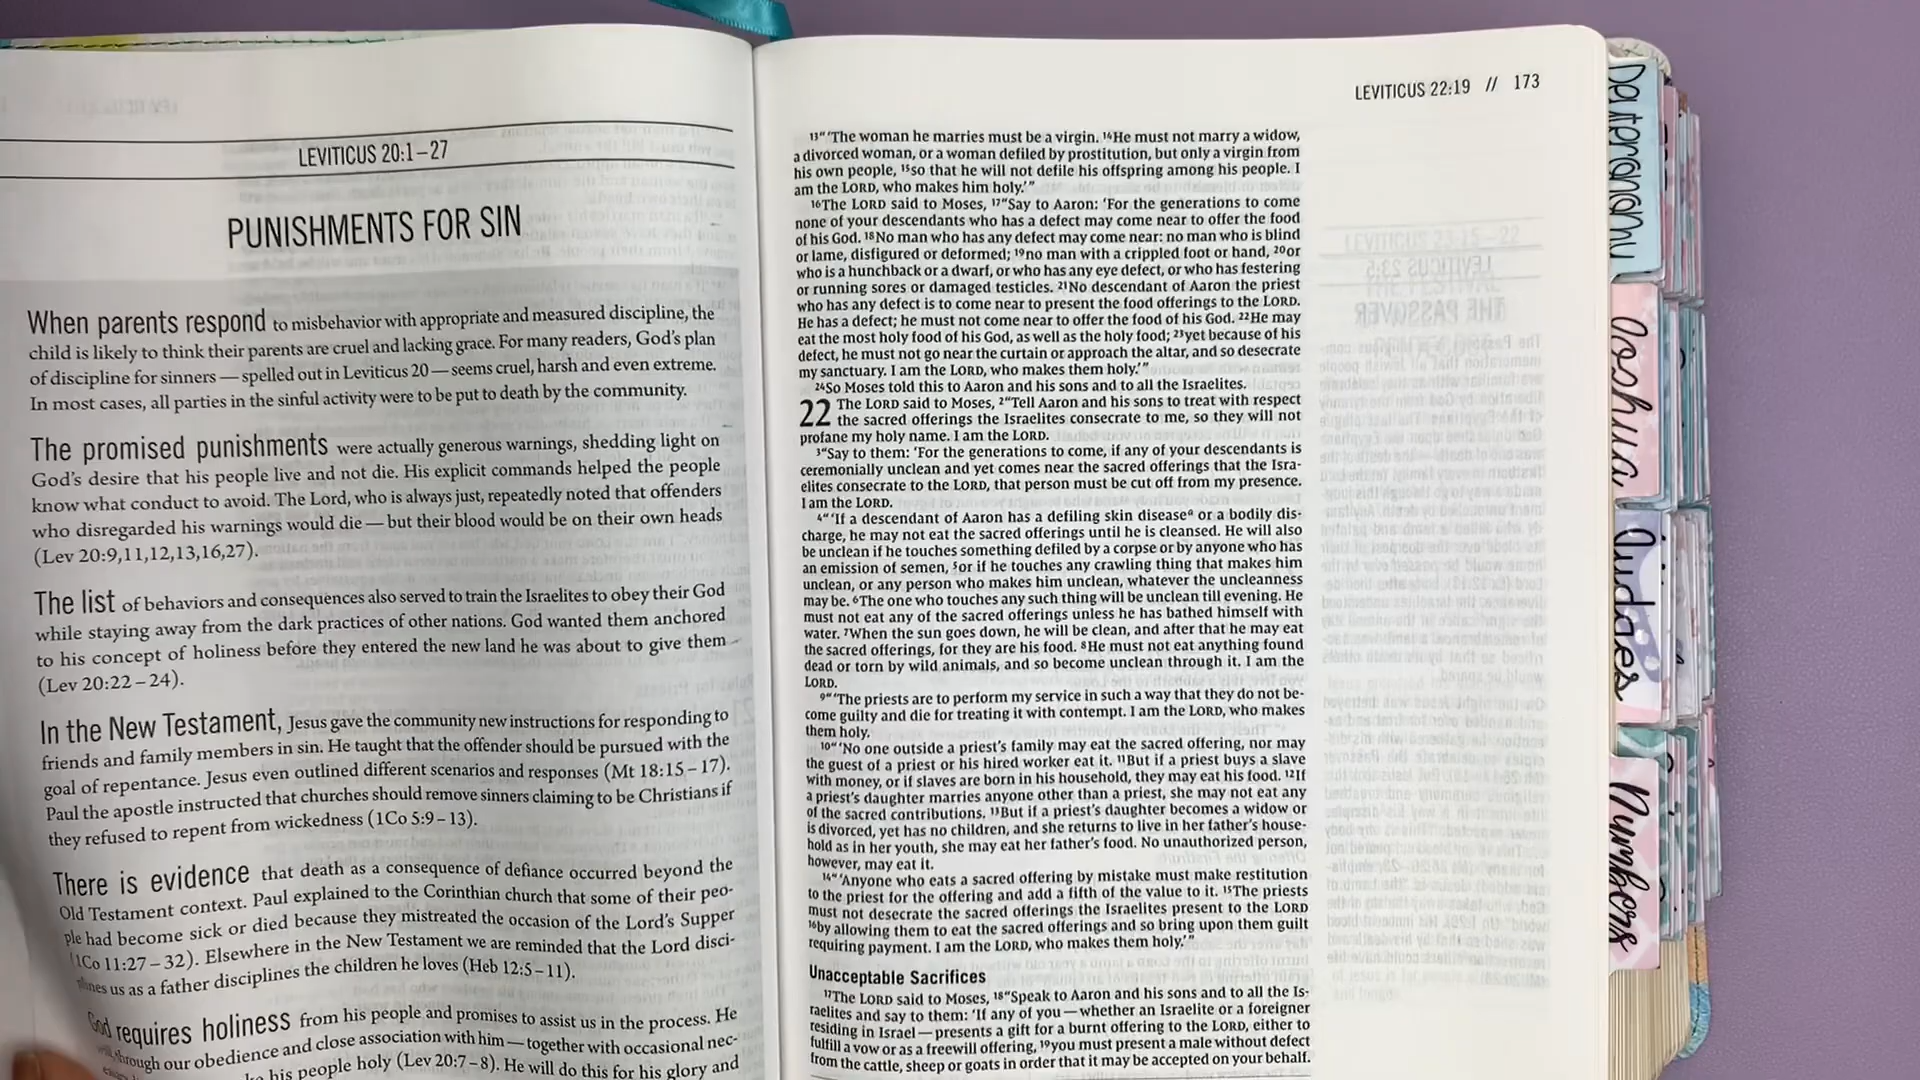 LEVITICUS 20:1–27
PUNISHMENTS FOR SIN
When parents respond to misbehavior with appropriate and measured discipline, the
child is likely to think their parents are cruel and lacking grace. For many readers, God's plan
of discipline for sinners — spelled out in Leviticus 20 — seems cruel, harsh and even extreme.
In most cases, all parties in the sinful activity were to be put to death by the community.
The promised punishments were actually generous warnings, shedding light on
God's desire that his people live and not die. His explicit commands helped the people
know what conduct to avoid. The Lord, who is always just, repeatedly noted that offenders
who disregarded his warnings would die — but their blood would be on their own heads
(Lev 20:9,11,12,13,16,27).
The list of behaviors and consequences also served to train the Israelites to obey their God
while staying away from the dark practices of other nations. God wanted them anchored
to his concept of holiness before they entered the new land he was about to give them
(Lev 20:22–24).
In the New Testament, Jesus gave the community new instructions for responding to
friends and family members in sin. He taught that the offender should be pursued with the
goal of repentance. Jesus even outlined different scenarios and responses (Mt 18:15–17).
Paul the apostle instructed that churches should remove sinners claiming to be Christians if
they refused to repent from wickedness (1Co 5:9–13).
There is evidence that death as a consequence of defiance occurred beyond the
Old Testament context. Paul explained to the Corinthian church that some of their peo-
ple had become sick or died because they mistreated the occasion of the Lord's Supper
(1Co 11:27–32). Elsewhere in the New Testament we are reminded that the Lord disci-
plines us as a father disciplines the children he loves (Heb 12:5–11).
God requires holiness from his people and promises to assist us in the process. He
through our obedience and close association with him — together with occasional nec-
his people holy (Lev 20:7–8). He will do this for his glory and
LEVITICUS 22:19 // 173
13"'The woman he marries must be a virgin. 14He must not marry a widow,
a divorced woman, or a woman defiled by prostitution, but only a virgin from
his own people, 15so that he will not defile his offspring among his people. I
am the LORD, who makes him holy.'"
16The LORD said to Moses, 17"Say to Aaron: 'For the generations to come
none of your descendants who has a defect may come near to offer the food
of his God. 18No man who has any defect may come near: no man who is blind
or lame, disfigured or deformed; 19no man with a crippled foot or hand, 20or
who is a hunchback or a dwarf, or who has any eye defect, or who has festering
or running sores or damaged testicles. 21No descendant of Aaron the priest
who has any defect is to come near to present the food offerings to the LORD.
He has a defect; he must not come near to offer the food of his God. 22He may
eat the most holy food of his God, as well as the holy food; 23yet because of his
defect, he must not go near the curtain or approach the altar, and so desecrate
my sanctuary. I am the LORD, who makes them holy.'"
24So Moses told this to Aaron and his sons and to all the Israelites.
22 The LORD said to Moses, 2"Tell Aaron and his sons to treat with respect
the sacred offerings the Israelites consecrate to me, so they will not
profane my holy name. I am the LORD.
3"Say to them: 'For the generations to come, if any of your descendants is
ceremonially unclean and yet comes near the sacred offerings that the Isra-
elites consecrate to the LORD, that person must be cut off from my presence.
I am the LORD.
4"'If a descendant of Aaron has a defiling skin diseasea or a bodily dis-
charge, he may not eat the sacred offerings until he is cleansed. He will also
be unclean if he touches something defiled by a corpse or by anyone who has
an emission of semen, 5or if he touches any crawling thing that makes him
unclean, or any person who makes him unclean, whatever the uncleanness
may be. 6The one who touches any such thing will be unclean till evening. He
must not eat any of the sacred offerings unless he has bathed himself with
water. 7When the sun goes down, he will be clean, and after that he may eat
the sacred offerings, for they are his food. 8He must not eat anything found
dead or torn by wild animals, and so become unclean through it. I am the
LORD.
9"'The priests are to perform my service in such a way that they do not be-
come guilty and die for treating it with contempt. I am the LORD, who makes
them holy.
10"'No one outside a priest's family may eat the sacred offering, nor may
the guest of a priest or his hired worker eat it. 11But if a priest buys a slave
with money, or if slaves are born in his household, they may eat his food. 12If
a priest's daughter marries anyone other than a priest, she may not eat any
of the sacred contributions. 13But if a priest's daughter becomes a widow or
is divorced, yet has no children, and she returns to live in her father's house-
hold as in her youth, she may eat her father's food. No unauthorized person,
however, may eat it.
14"'Anyone who eats a sacred offering by mistake must make restitution
to the priest for the offering and add a fifth of the value to it. 15The priests
must not desecrate the sacred offerings the Israelites present to the LORD
16by allowing them to eat the sacred offerings and so bring upon them guilt
requiring payment. I am the LORD, who makes them holy.'"
Unacceptable Sacrifices
17The LORD said to Moses, 18"Speak to Aaron and his sons and to all the Is-
raelites and say to them: 'If any of you — whether an Israelite or a foreigner
residing in Israel — presents a gift for a burnt offering to the LORD, either to
fulfill a vow or as a freewill offering, 19you must present a male without defect
from the cattle, sheep or goats in order that it may be accepted on your behalf.
Deuteronomy
Joshua
Judges
Numbers